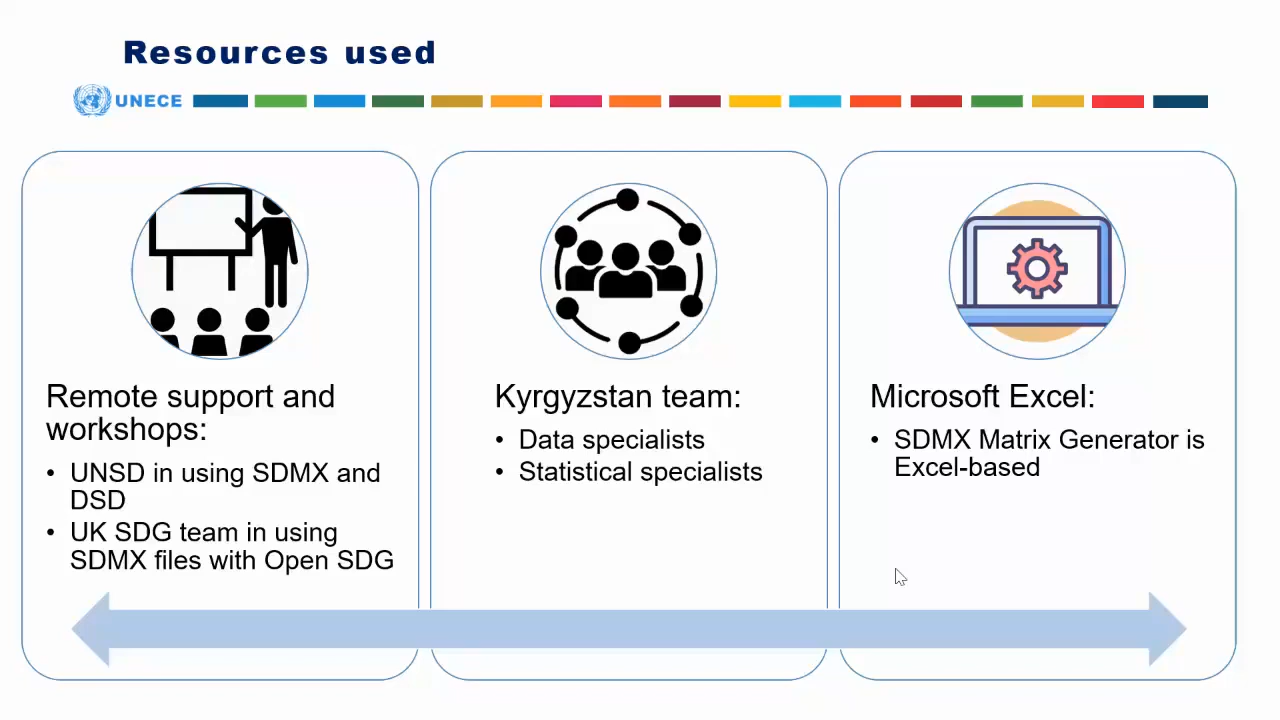 Resources used
UNECE
Remote support and
workshops:
• UNSD in using SDMX and
DSD
• UK SDG team in using
SDMX files with Open SDG
Kyrgyzstan team:
• Data specialists
• Statistical specialists
Microsoft Excel:
• SDMX Matrix Generator is
Excel-based